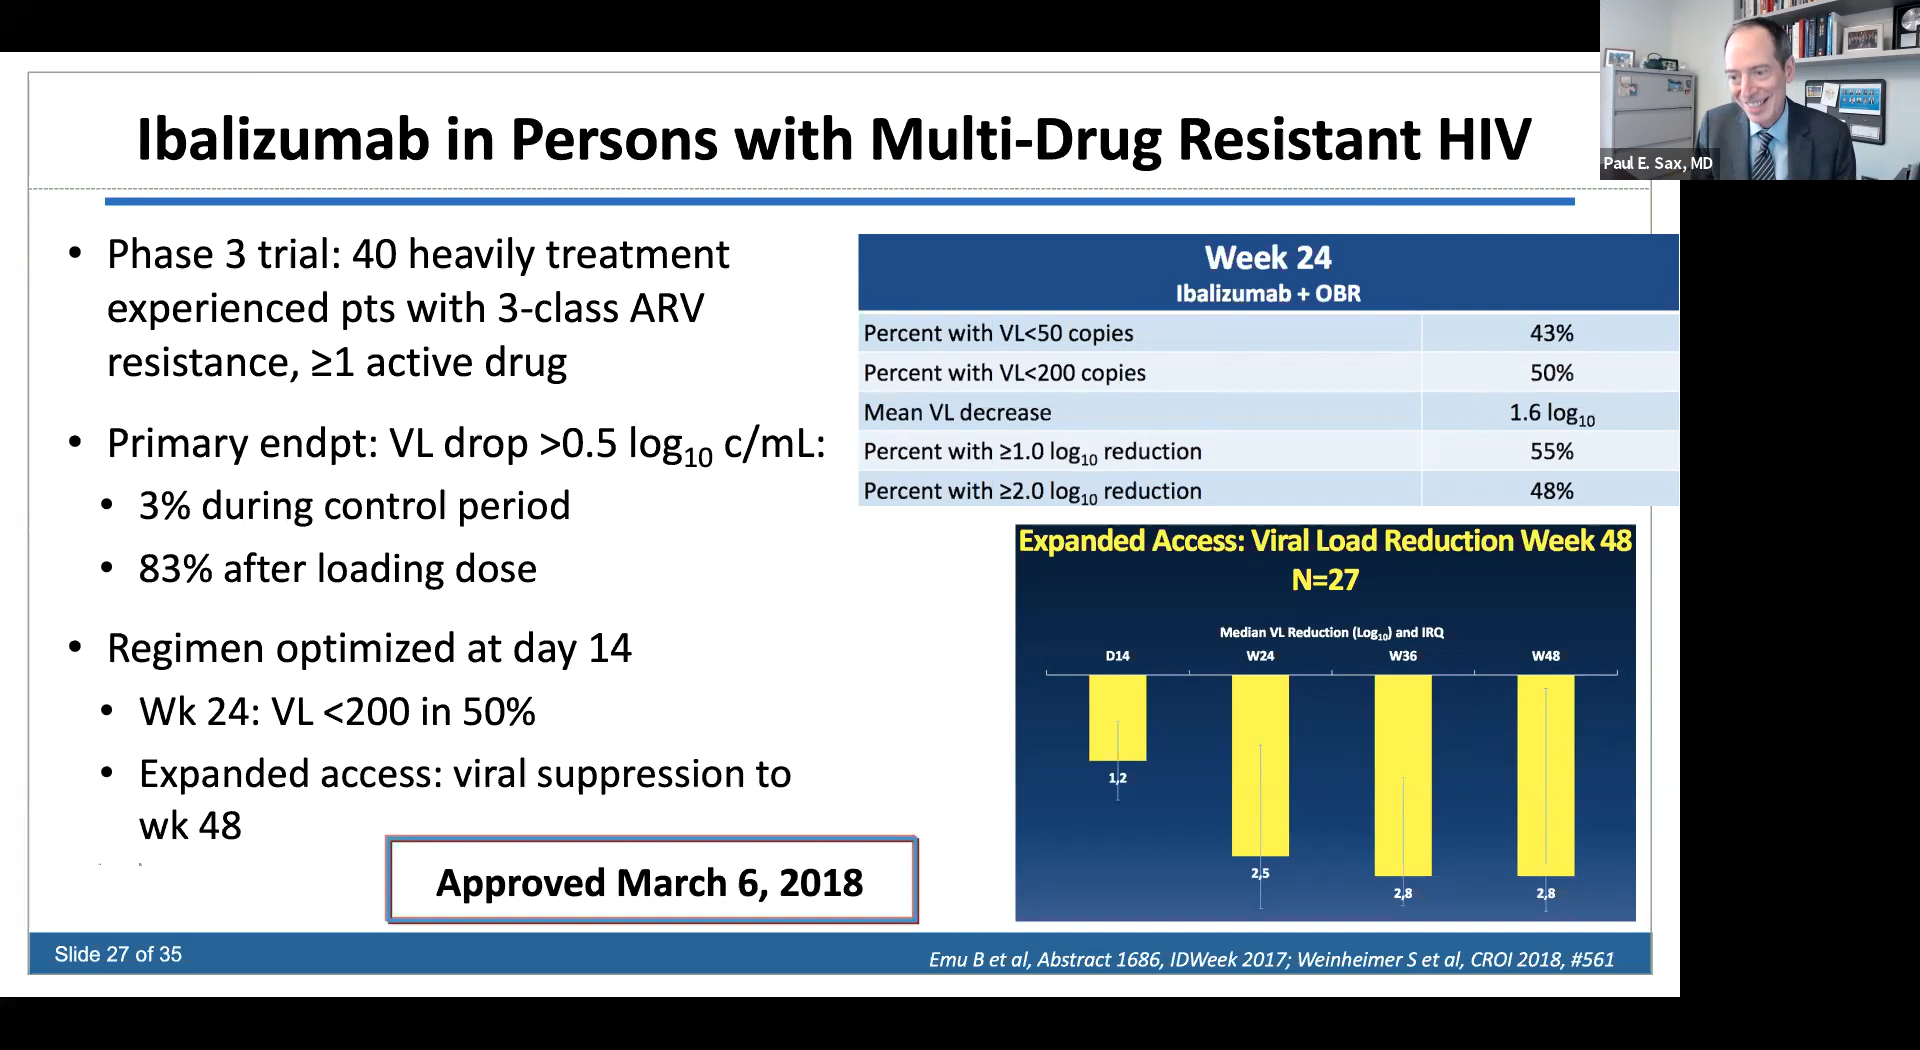 Ibalizumab in Persons with Multi-Drug Resistant HIV
Paul E. Sax, MD
• Phase 3 trial: 40 heavily treatment
experienced pts with 3-class ARV
resistance, ≥1 active drug
• Primary endpt: VL drop >0.5 log10 c/mL:
• 3% during control period
• 83% after loading dose
• Regimen optimized at day 14
• Wk 24: VL <200 in 50%
• Expanded access: viral suppression to
wk 48
Approved March 6, 2018
Week 24
Ibalizumab + OBR
Percent with VL<50 copies 43%
Percent with VL<200 copies 50%
Mean VL decrease 1.6 log10
Percent with ≥1.0 log10 reduction 55%
Percent with ≥2.0 log10 reduction 48%
Expanded Access: Viral Load Reduction Week 48
N=27
Median VL Reduction (Log10) and IRQ
D14 W24 W36 W48
1,2
2,5
2,8 2,8
Slide 27 of 35
Emu B et al, Abstract 1686, IDWeek 2017; Weinheimer S et al, CROI 2018, #561